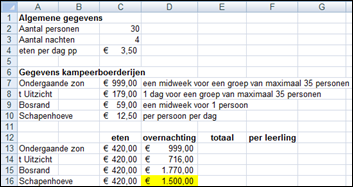 A B C D E F G
1 Algemene gegevens
2 Aantal personen 30
3 Aantal nachten 4
4 eten per dag pp € 3,50
5
6 Gegevens kampeerboerderijen
7 Ondergaande zon € 999,00 een midweek voor een groep van maximaal 35 personen
8 t Uitzicht € 179,00 1 dag voor een groep van maximaal 35 personen
9 Bosrand € 59,00 een midweek voor 1 persoon
10 Schapenhoeve € 12,50 per persoon per dag
11
12 eten overnachting totaal per leerling
13 Ondergaande zon € 420,00 € 999,00
14 t Uitzicht € 420,00 € 716,00
15 Bosrand € 420,00 € 1.770,00
16 Schapenhoeve € 420,00 € 1.500,00